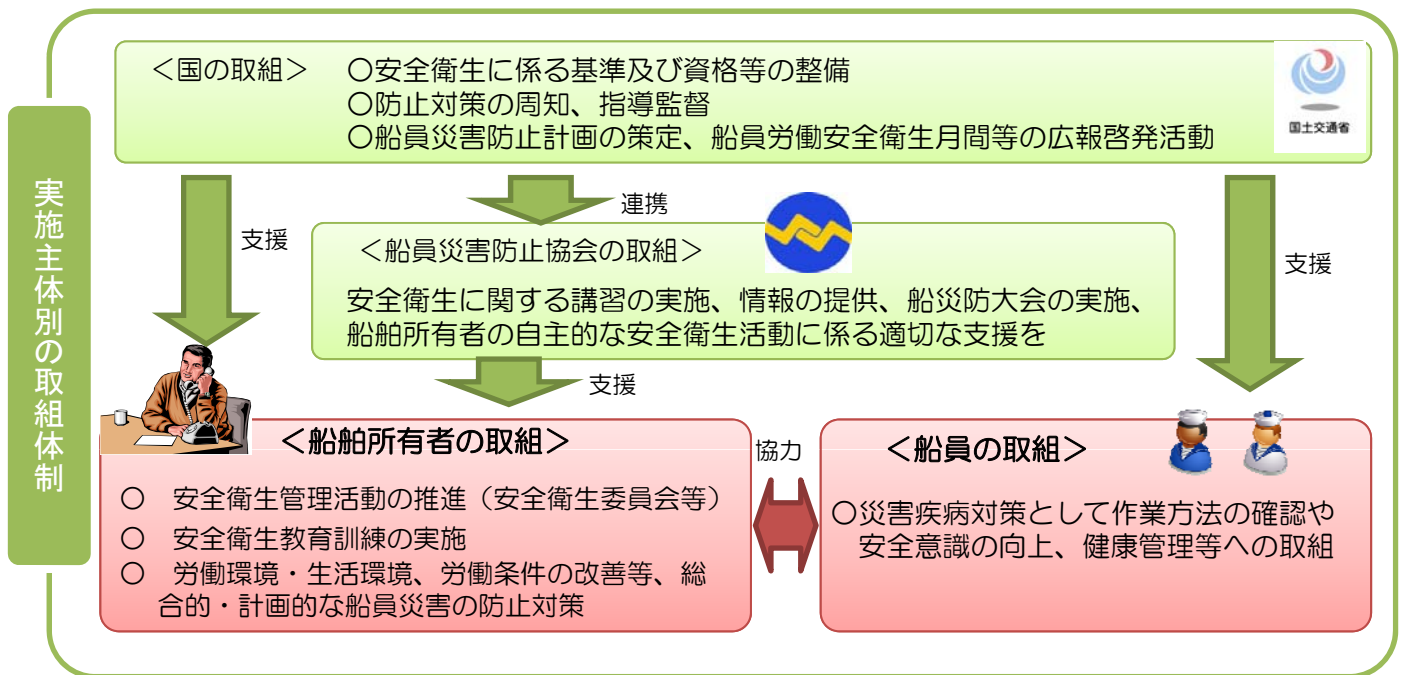 実施主体別の取組体制
＜国の取組＞
○安全衛生に係る基準及び資格等の整備
○防止対策の周知、指導監督
○船員災害防止計画の策定、船員労働安全衛生月間等の広報啓発活動
国土交通省
支援
連携
支援
＜船員災害防止協会の取組＞
安全衛生に関する講習の実施、情報の提供、船災防大会の実施、
船舶所有者の自主的な安全衛生活動に係る適切な支援を
支援
＜船舶所有者の取組＞
○　安全衛生管理活動の推進（安全衛生委員会等）
○　安全衛生教育訓練の実施
○　労働環境・生活環境、労働条件の改善等、総
合的・計画的な船員災害の防止対策
協力
＜船員の取組＞
○災害疾病対策として作業方法の確認や
安全意識の向上、健康管理等への取組